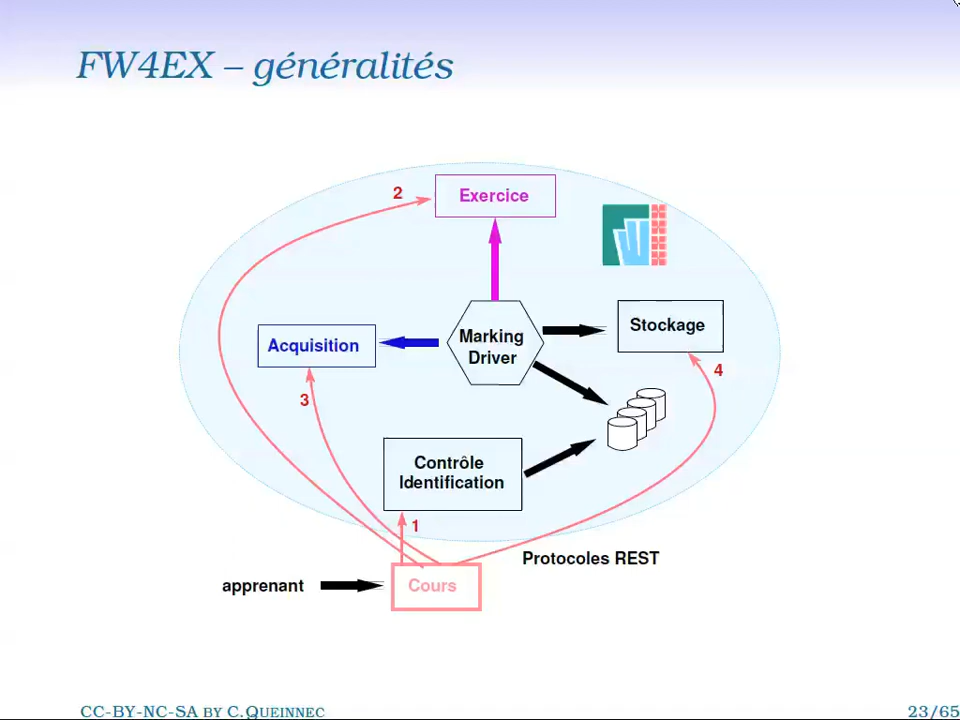 FW4EX – généralités
2
Exercice
Acquisition
Marking
Driver
Stockage
3
4
Contrôle
Identification
1
Protocoles REST
apprenant
Cours
CC-BY-NC-SA BY C.QUEINNEC
23/65